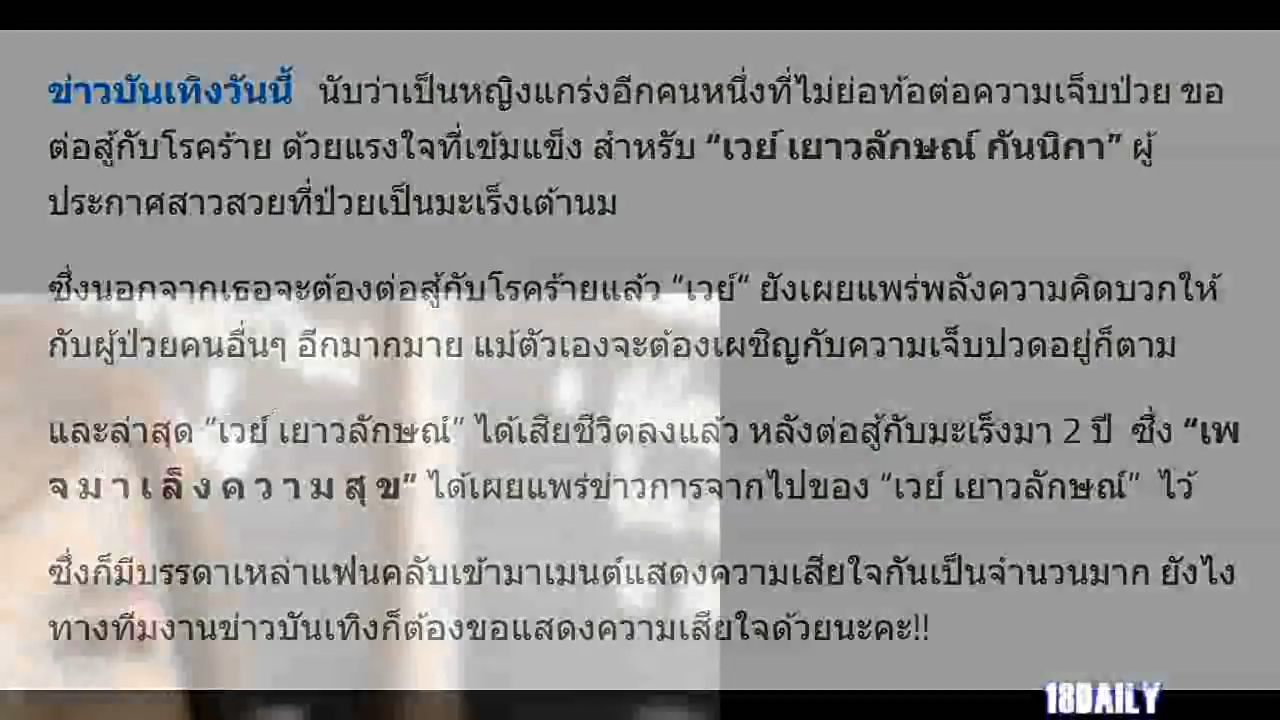 ข่าวบันเทิงวันนี้ นับว่าเป็นหญิงแกร่งอีกคนหนึ่งที่ไม่ย่อท้อต่อความเจ็บป่วย ขอ
ต่อสู้กับโรคร้าย ด้วยแรงใจที่เข้มแข็ง สำหรับ “เวย์ เยาวลักษณ์ กันนิกา” ผู้
ประกาศสาวสวยที่ป่วยเป็นมะเร็งเต้านม
ซึ่งนอกจากเธอจะต้องต่อสู้กับโรคร้ายแล้ว “เวย์“ ยังเผยแพร่พลังความคิดบวกให้
กับผู้ป่วยคนอื่นๆ อีกมากมาย แม้ตัวเองจะต้องเผชิญกับความเจ็บปวดอยู่ก็ตาม
และล่าสุด “เวย์ เยาวลักษณ์” ได้เสียชีวิตลงแล้ว หลังต่อสู้กับมะเร็งมา 2 ปี ซึ่ง “เพ
จ ม า เ ล็ ง ค ว า ม สุ ข” ได้เผยแพร่ข่าวการจากไปของ “เวย์ เยาวลักษณ์” ไว้
ซึ่งก็มีบรรดาเหล่าแฟนคลับเข้ามาเมนต์แสดงความเสียใจกันเป็นจำนวนมาก ยังไง
ทางทีมงานข่าวบันเทิงก็ต้องขอแสดงความเสียใจด้วยนะคะ!!
18DAILY